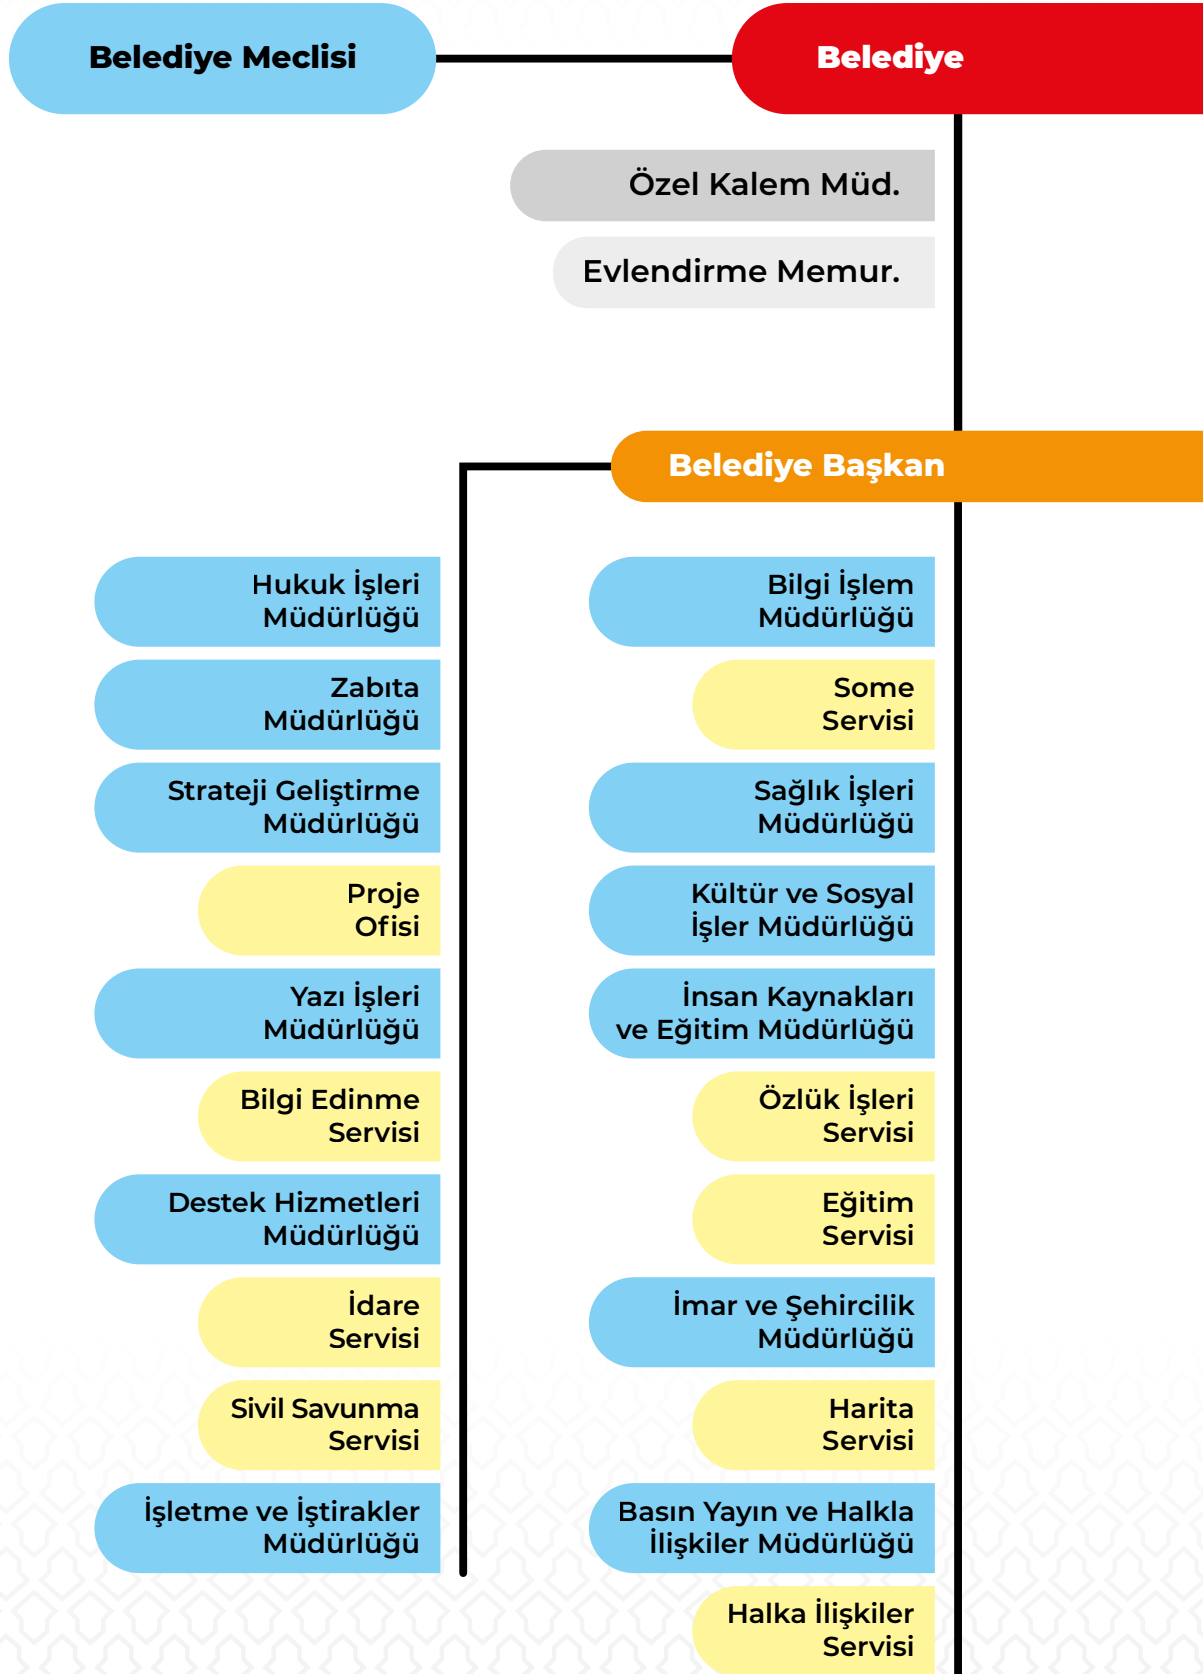 Belediye Meclisi
Belediye
Özel Kalem Müd.
Evlendirme Memur.
Belediye Başkan
Hukuk İşleri
Müdürlüğü
Zabıta
Müdürlüğü
Strateji Geliştirme
Müdürlüğü
Proje
Ofisi
Yazı İşleri
Müdürlüğü
Bilgi Edinme
Servisi
Destek Hizmetleri
Müdürlüğü
İdare
Servisi
Sivil Savunma
Servisi
İşletme ve İştirakler
Müdürlüğü
Bilgi İşlem
Müdürlüğü
Some
Servisi
Sağlık İşleri
Müdürlüğü
Kültür ve Sosyal
İşler Müdürlüğü
İnsan Kaynakları
ve Eğitim Müdürlüğü
Özlük İşleri
Servisi
Eğitim
Servisi
İmar ve Şehircilik
Müdürlüğü
Harita
Servisi
Basın Yayın ve Halkla
İlişkiler Müdürlüğü
Halka İlişkiler
Servisi